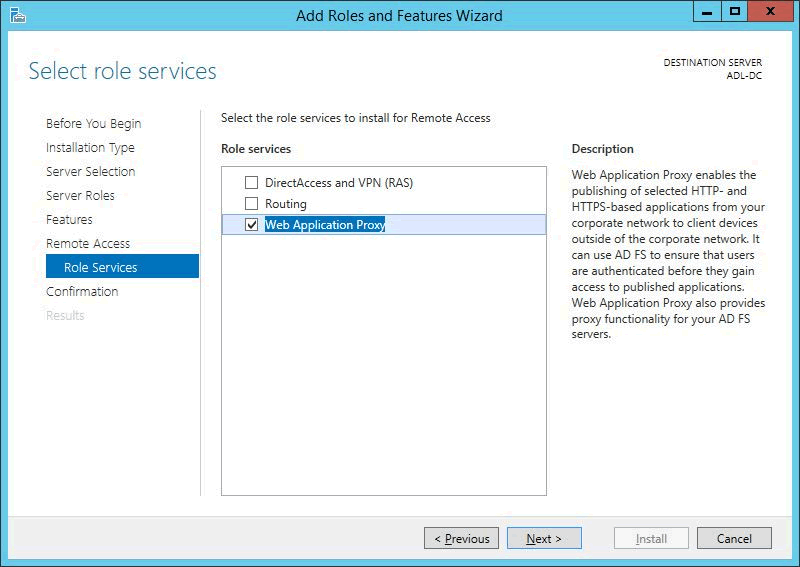 Add Roles and Features Wizard
Select role services
DESTINATION SERVER
ADL-DC
Before You Begin
Installation Type
Server Selection
Server Roles
Features
Remote Access
Role Services
Confirmation
Results
Select the role services to install for Remote Access
Role services
DirectAccess and VPN (RAS)
Routing
Web Application Proxy
Description
Web Application Proxy enables the
publishing of selected HTTP- and
HTTPS-based applications from your
corporate network to client devices
outside of the corporate network. It
can use AD FS to ensure that users
are authenticated before they gain
access to published applications.
Web Application Proxy also provides
proxy functionality for your AD FS
servers.
< Previous
Next >
Install
Cancel